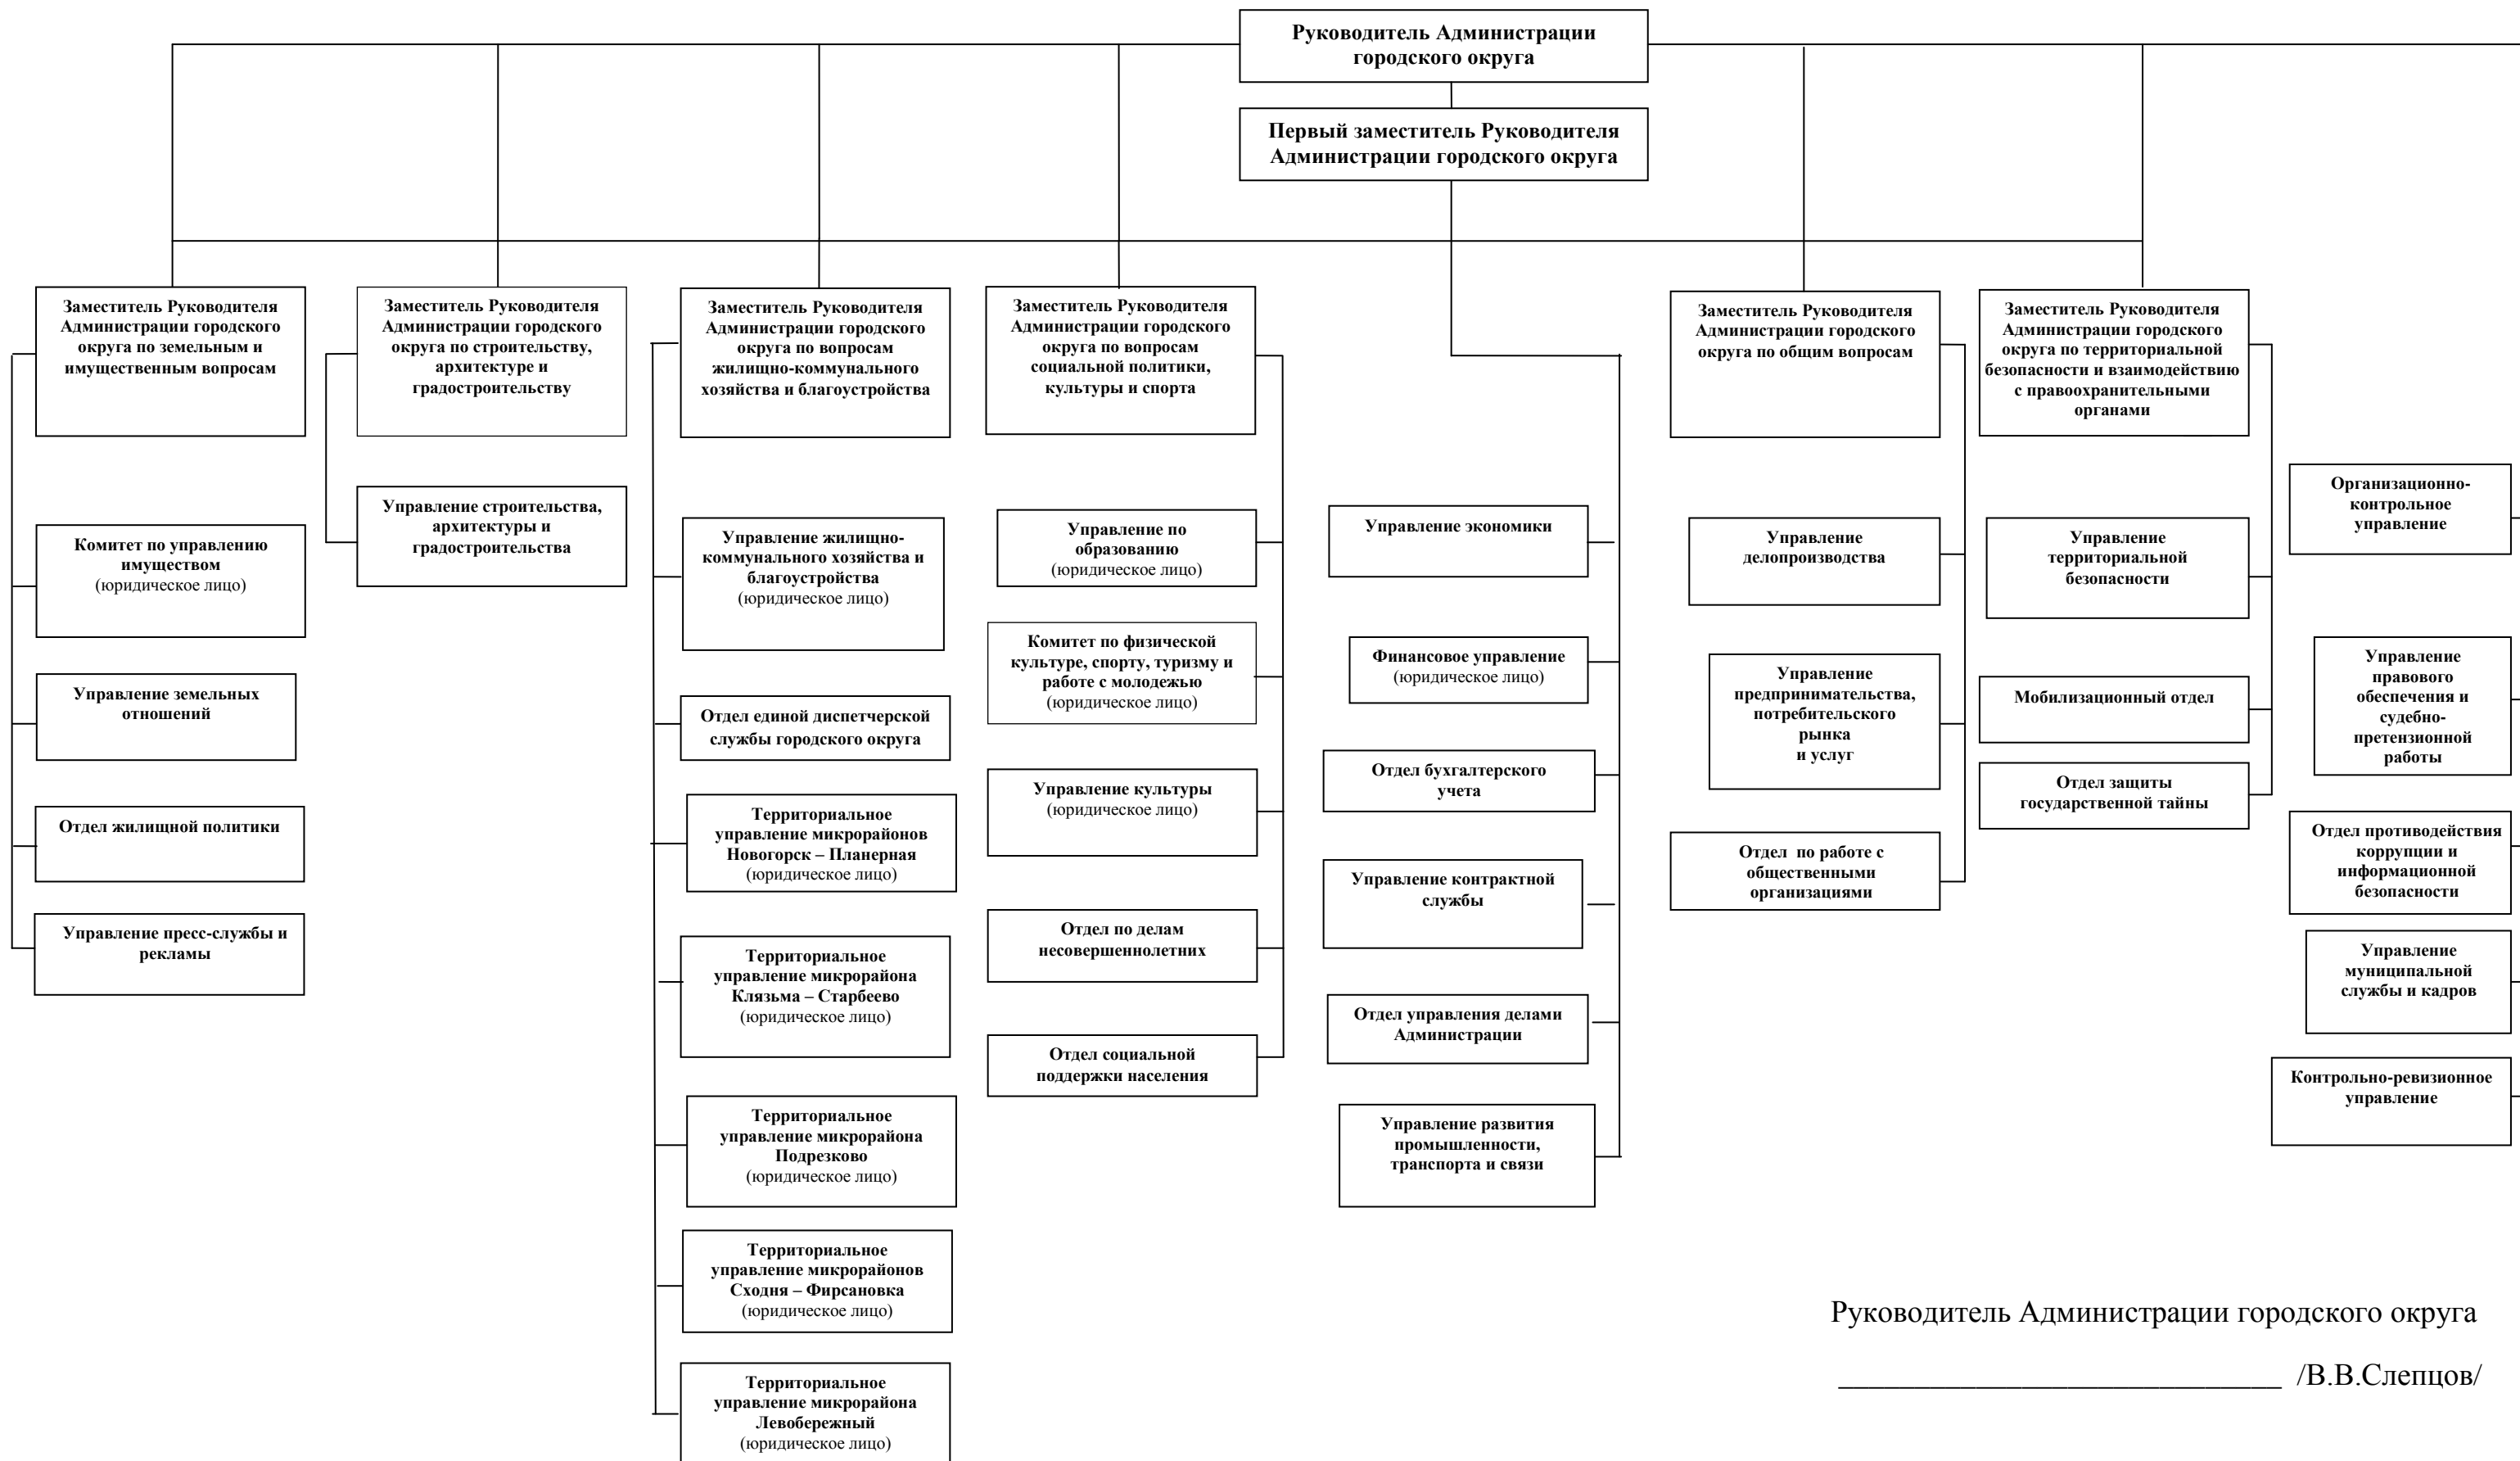 Руководитель Администрации
городского округа
Первый заместитель Руководителя
Администрации городского округа
Заместитель Руководителя
Администрации городского
округа по земельным и
имущественным вопросам
Комитет по управлению
имуществом
(юридическое лицо)
Управление земельных
отношений
Отдел жилищной политики
Управление пресс-службы и
рекламы
Заместитель Руководителя
Администрации городского
округа по строительству,
архитектуре и
градостроительству
Управление строительства,
архитектуры и
градостроительства
Заместитель Руководителя
Администрации городского
округа по вопросам
жилищно-коммунального
хозяйства и благоустройства
Управление жилищно-
коммунального хозяйства и
благоустройства
(юридическое лицо)
Отдел единой диспетчерской
службы городского округа
Территориальное
управление микрорайонов
Новогорск – Планерная
(юридическое лицо)
Территориальное
управление микрорайона
Клязьма – Старбеево
(юридическое лицо)
Территориальное
управление микрорайона
Подрезково
(юридическое лицо)
Территориальное
управление микрорайонов
Сходня – Фирсановка
(юридическое лицо)
Территориальное
управление микрорайона
Левобережный
(юридическое лицо)
Заместитель Руководителя
Администрации городского
округа по вопросам
социальной политики,
культуры и спорта
Управление по
образованию
(юридическое лицо)
Комитет по физической
культуре, спорту, туризму и
работе с молодежью
(юридическое лицо)
Управление культуры
(юридическое лицо)
Отдел по делам
несовершеннолетних
Отдел социальной
поддержки населения
Управление экономики
Финансовое управление
(юридическое лицо)
Отдел бухгалтерского
учета
Управление контрактной
службы
Отдел управления делами
Администрации
Управление развития
промышленности,
транспорта и связи
Заместитель Руководителя
Администрации городского
округа по общим вопросам
Управление
делопроизводства
Управление
предпринимательства,
потребительского
рынка
и услуг
Отдел по работе с
общественными
организациями
Заместитель Руководителя
Администрации городского
округа по территориальной
безопасности и взаимодействию
с правоохранительными
органами
Управление
территориальной
безопасности
Мобилизационный отдел
Отдел защиты
государственной тайны
Организационно-
контрольное
управление
Управление
правового
обеспечения и
судебно-
претензионной
работы
Отдел противодействия
коррупции и
информационной
безопасности
Управление
муниципальной
службы и кадров
Контрольно-ревизионное
управление
Руководитель Администрации городского округа
_____________________________ /В.В.Слепцов/